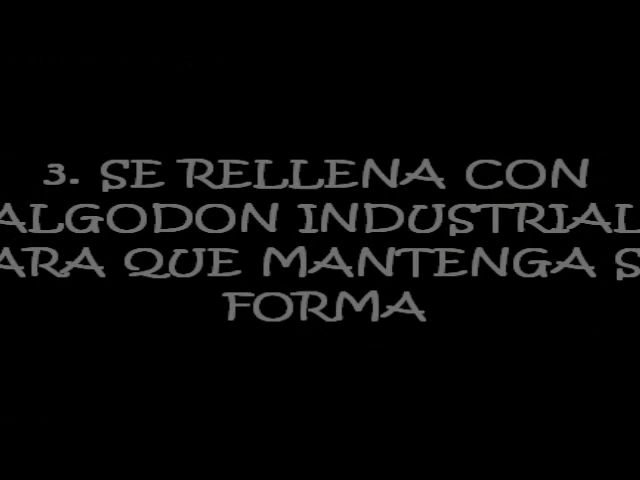 3. SE RELLENA CON
ALGODON INDUSTRIAL
ARA QUE MANTENGA S
FORMA